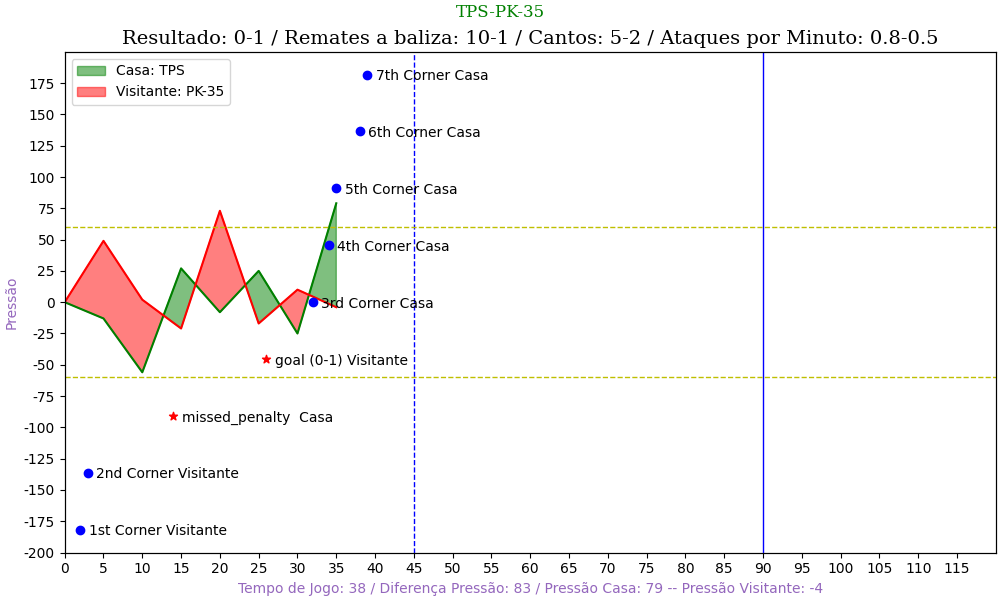 TPS-PK-35
Resultado: 0-1 / Remates a baliza: 10-1 / Cantos: 5-2 / Ataques por Minuto: 0.8-0.5
Casa: TPS
Visitante: PK-35
7th Corner Casa
6th Corner Casa
5th Corner Casa
4th Corner Casa
3rd Corner Casa
goal (0-1) Visitante
missed_penalty  Casa
2nd Corner Visitante
1st Corner Visitante
Pressão
175
150
125
100
75
50
25
0
-25
-50
-75
-100
-125
-150
-175
-200
0 5 10 15 20 25 30 35 40 45 50 55 60 65 70 75 80 85 90 95 100 105 110 115
Tempo de Jogo: 38 / Diferença Pressão: 83 / Pressão Casa: 79 -- Pressão Visitante: -4